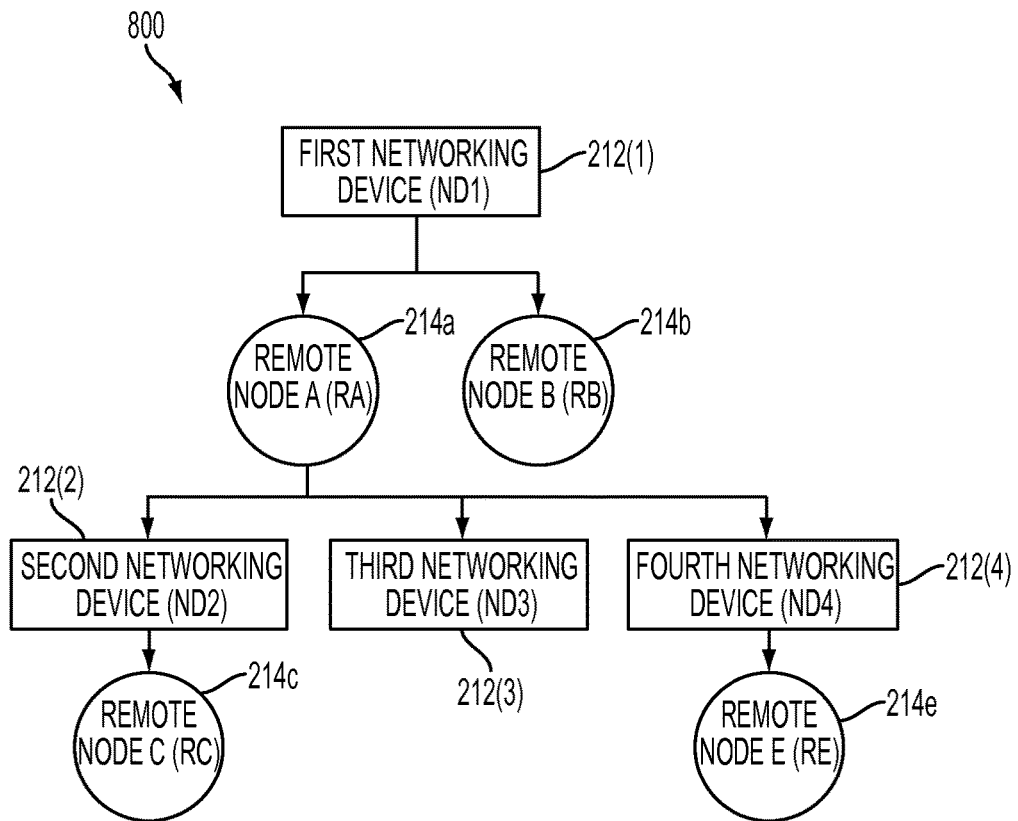 800
FIRST NETWORKING
DEVICE (ND1)
212(1)
214a
214b
REMOTE
NODE A (RA)
REMOTE
NODE B (RB)
212(2)
SECOND NETWORKING
DEVICE (ND2)
THIRD NETWORKING
DEVICE (ND3)
FOURTH NETWORKING
DEVICE (ND4)
212(4)
214c
212(3)
214e
REMOTE
NODE C (RC)
REMOTE
NODE E (RE)